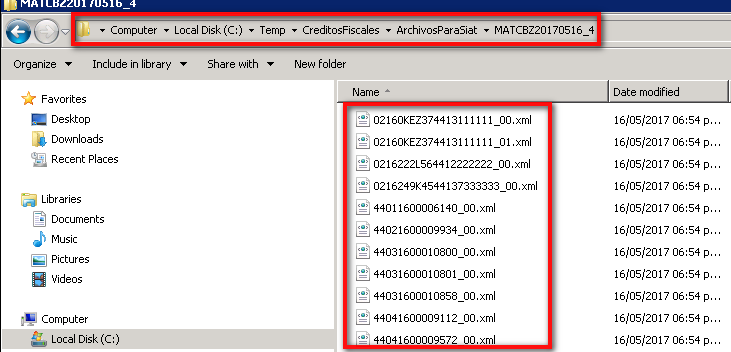 MATCBZ20170516_4
Computer Local Disk (C:) Temp CreditosFiscales ArchivosParaSiat MATCBZ20170516_4
Organize Include in library Share with New folder
Favorites
Desktop
Downloads
Recent Places
Libraries
Documents
Music
Pictures
Videos
Computer
Local Disk (C:)
Name Date modified
02160KEZ374413111111_00.xml 16/05/2017 06:54 p...
02160KEZ374413111111_01.xml 16/05/2017 06:54 p...
0216222L564412222222_00.xml 16/05/2017 06:54 p...
0216249K4544137333333_00.xml 16/05/2017 06:54 p...
44011600006140_00.xml 16/05/2017 06:54 p...
44021600009934_00.xml 16/05/2017 06:54 p...
44031600010800_00.xml 16/05/2017 06:54 p...
44031600010801_00.xml 16/05/2017 06:54 p...
44031600010858_00.xml 16/05/2017 06:54 p...
44041600009112_00.xml 16/05/2017 06:54 p...
44041600009572_00.xml 16/05/2017 06:54 p...